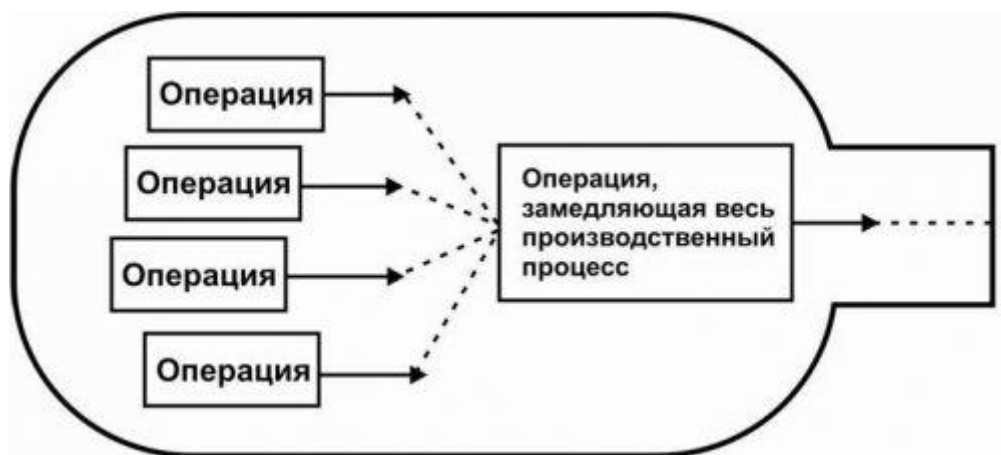 Операция
Операция
Операция
Операция
Операция,
замедляющая весь
производственный
процесс